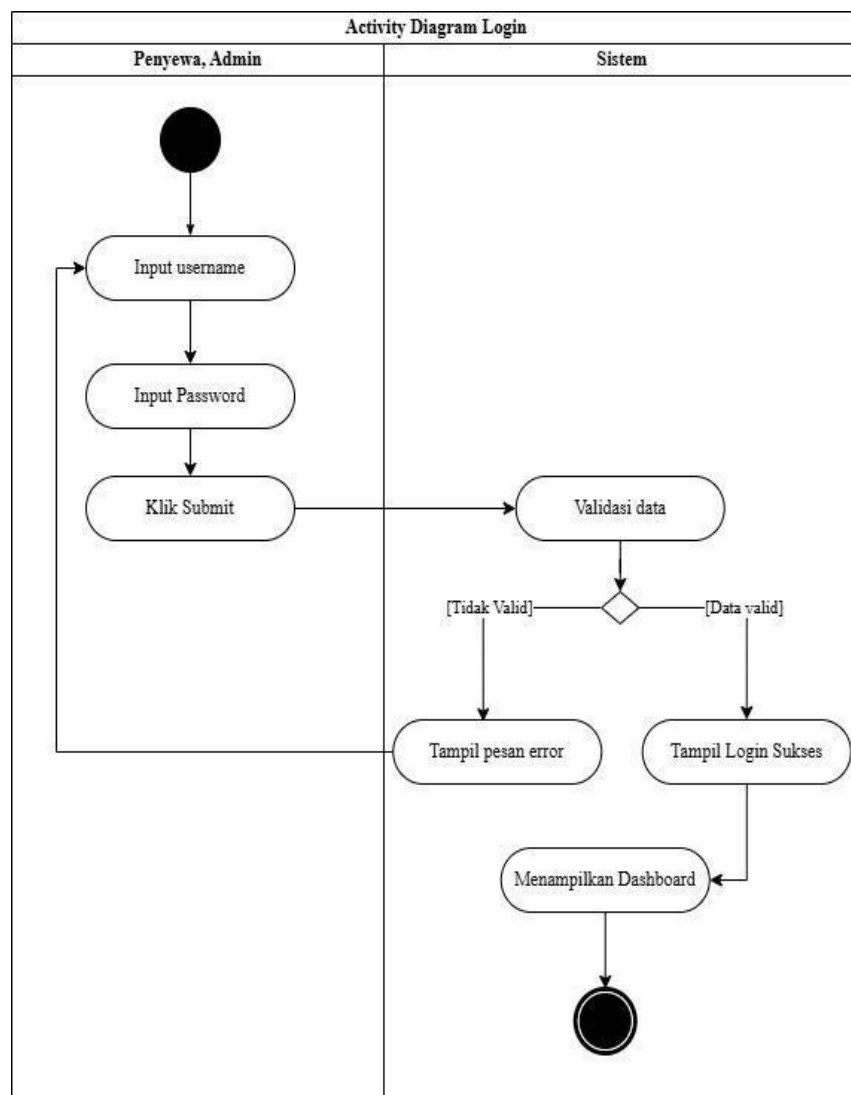 Activity Diagram Login
Penyewa, Admin
Sistem
Input username
Input Password
Klik Submit
Validasi data
[Tidak Valid]
[Data valid]
Tampil pesan error
Tampil Login Sukses
Menampilkan Dashboard